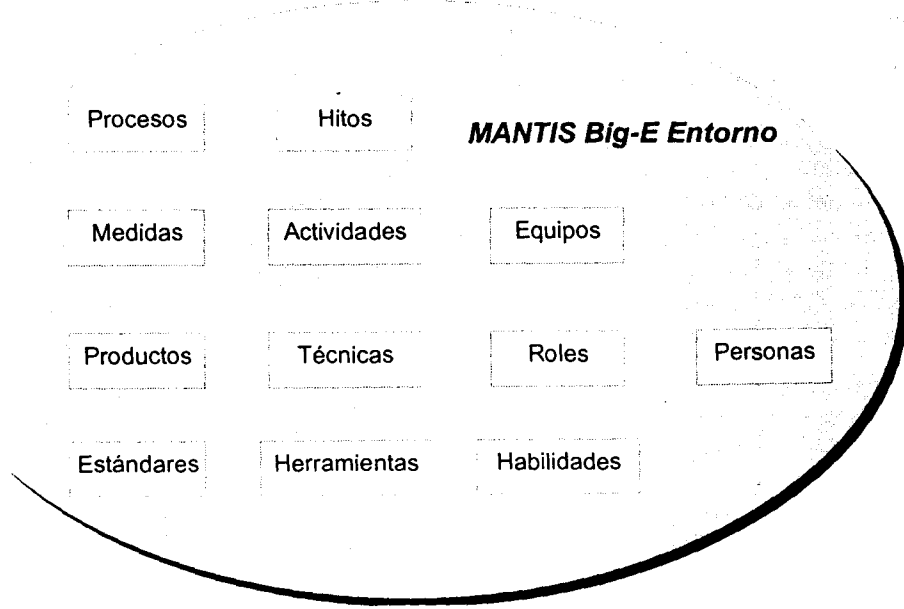 Procesos
Hitos
MANTIS Big-E Entorno
Medidas
Actividades
Equipos
Productos
Técnicas
Roles
Personas
Estándares
Herramientas
Habilidades